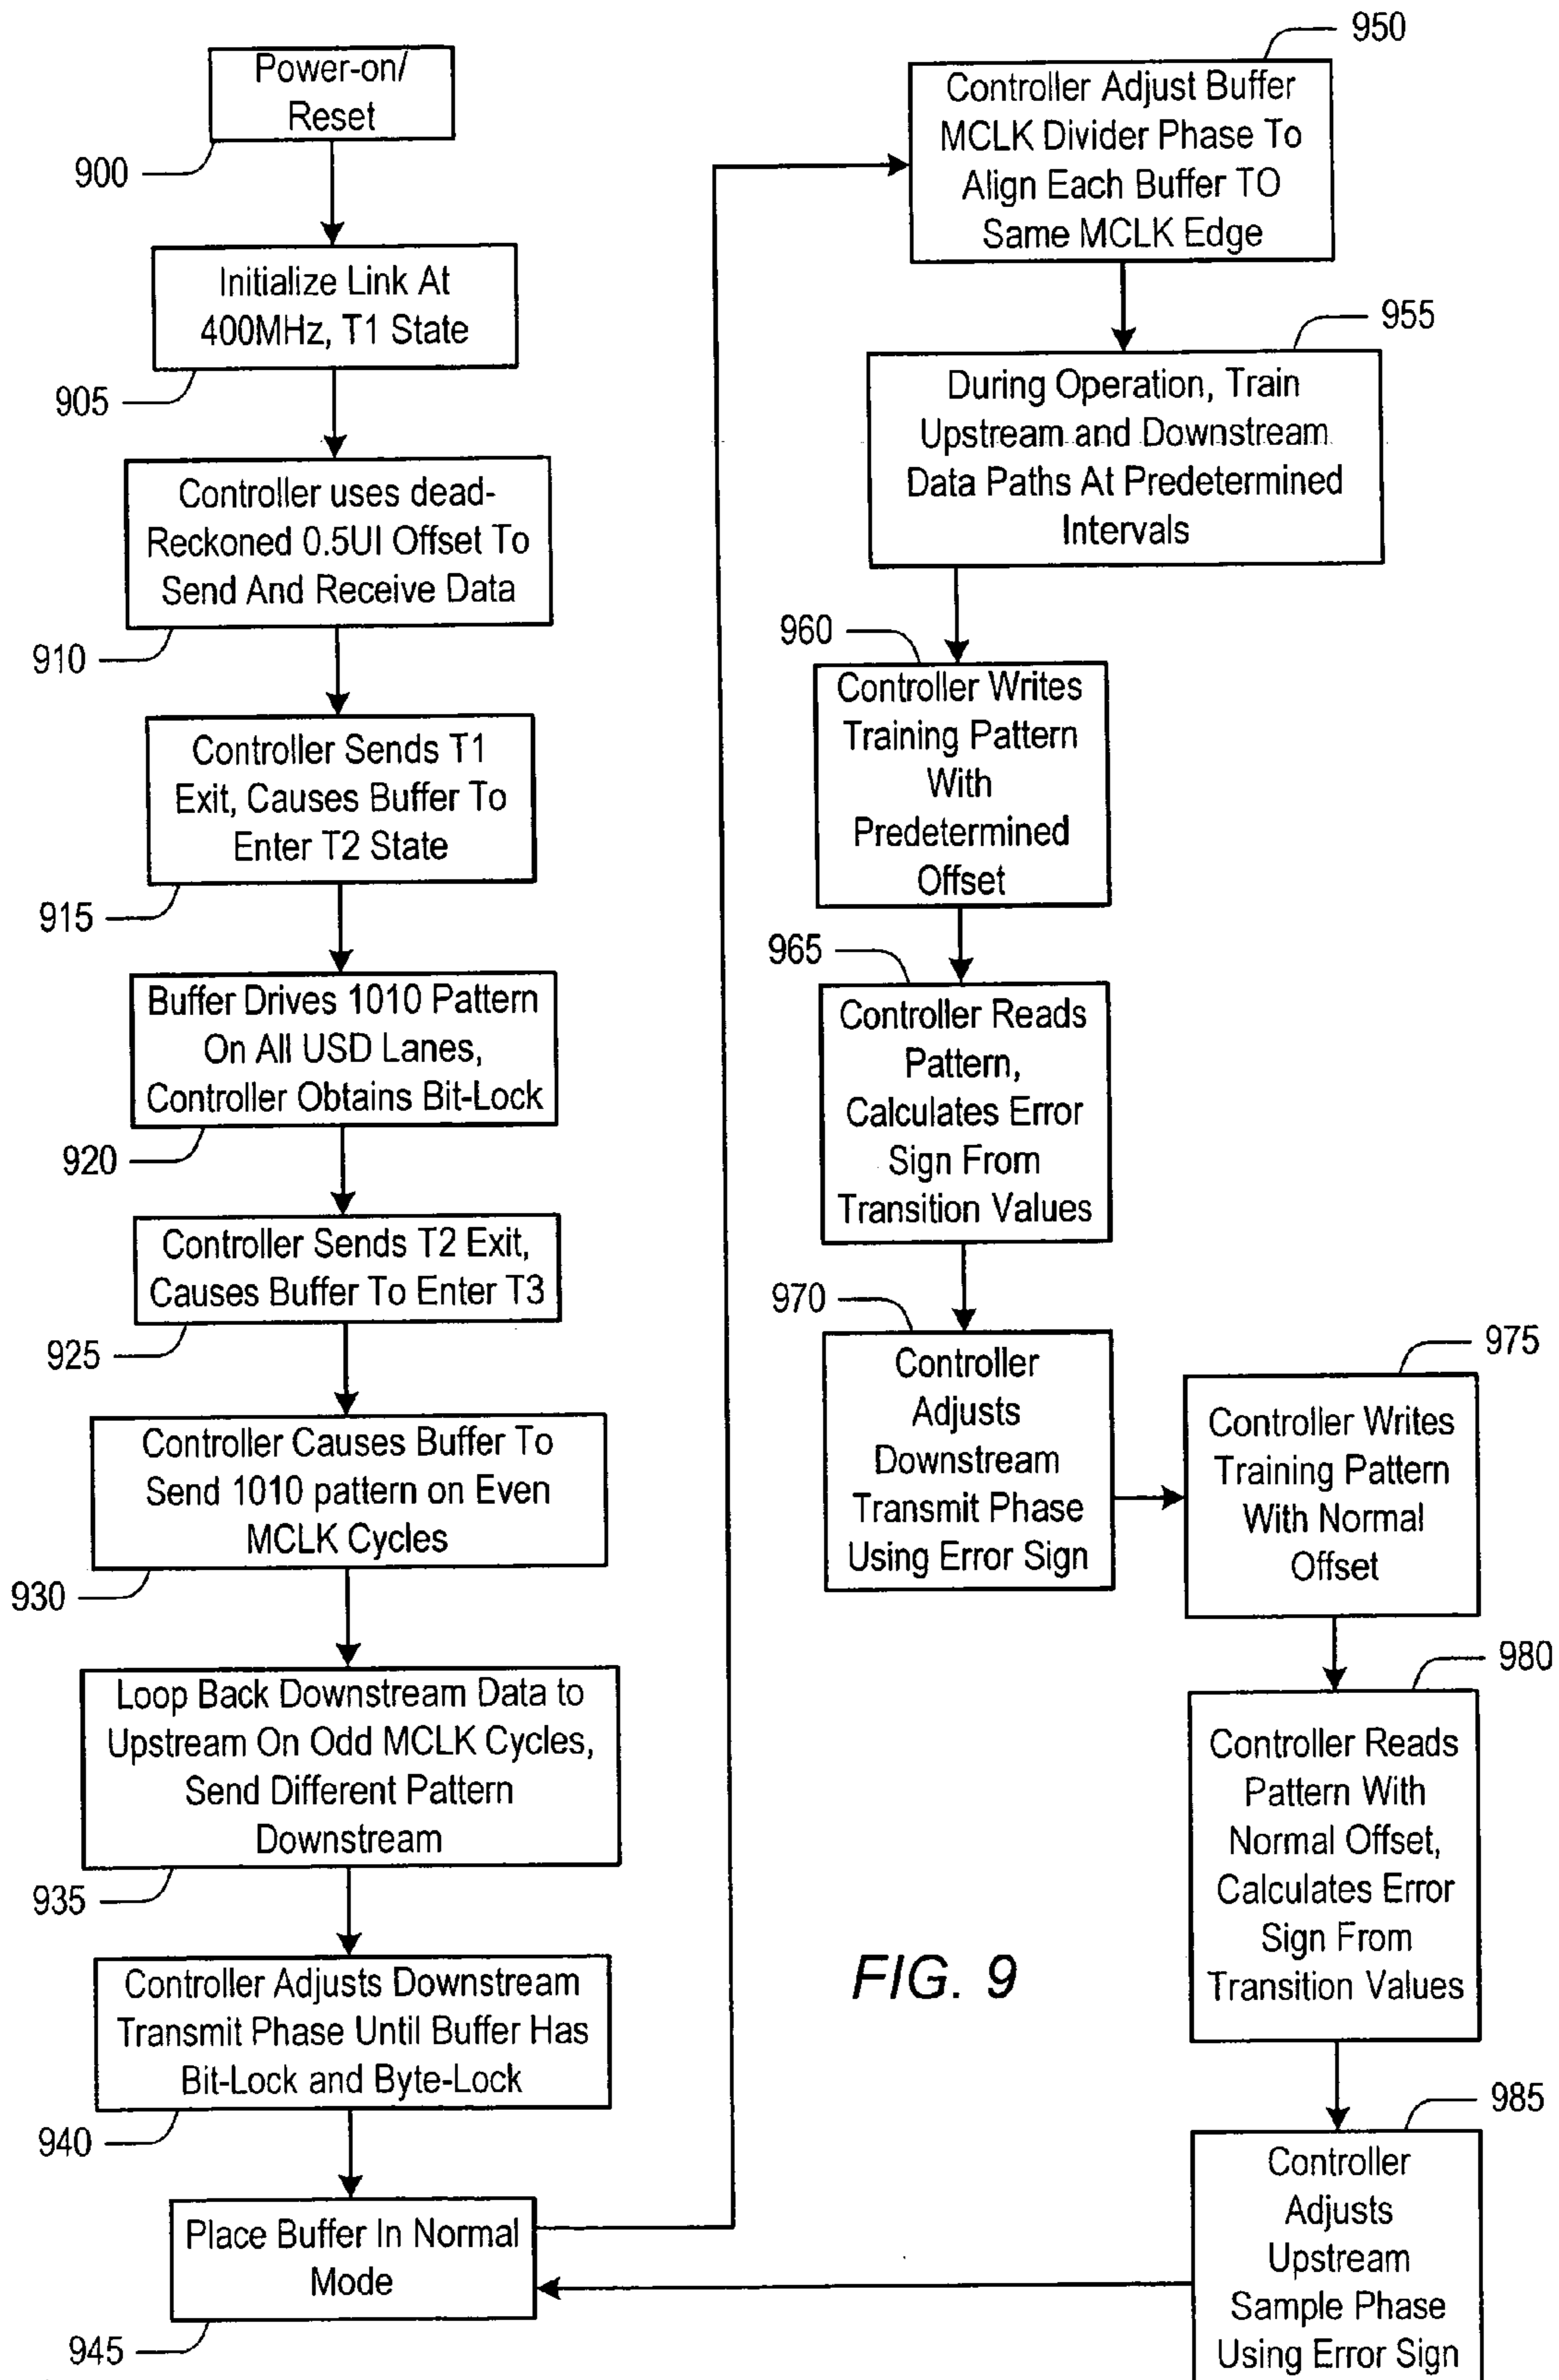 Power-on/
Reset
900
Initialize Link At
400MHz, T1 State
905
Controller uses dead-
Reckoned 0.5UI Offset To
Send And Receive Data
910
Controller Sends T1
Exit, Causes Buffer To
Enter T2 State
915
Buffer Drives 1010 Pattern
On All USD Lanes,
Controller Obtains Bit-Lock
920
Controller Sends T2 Exit,
Causes Buffer To Enter T3
925
Controller Causes Buffer To
Send 1010 pattern on Even
MCLK Cycles
930
Loop Back Downstream Data to
Upstream On Odd MCLK Cycles,
Send Different Pattern
Downstream
935
Controller Adjusts Downstream
Transmit Phase Until Buffer Has
Bit-Lock and Byte-Lock
940
Place Buffer In Normal
Mode
945
950
Controller Adjust Buffer
MCLK Divider Phase To
Align Each Buffer TO
Same MCLK Edge
955
During Operation, Train
Upstream and Downstream
Data Paths At Predetermined
Intervals
960
Controller Writes
Training Pattern
With
Predetermined
Offset
965
Controller Reads
Pattern,
Calculates Error
Sign From
Transition Values
970
Controller
Adjusts
Downstream
Transmit Phase
Using Error Sign
975
Controller Writes
Training Pattern
With Normal
Offset
980
Controller Reads
Pattern With
Normal Offset,
Calculates Error
Sign From
Transition Values
985
Controller
Adjusts
Upstream
Sample Phase
Using Error Sign
FIG. 9